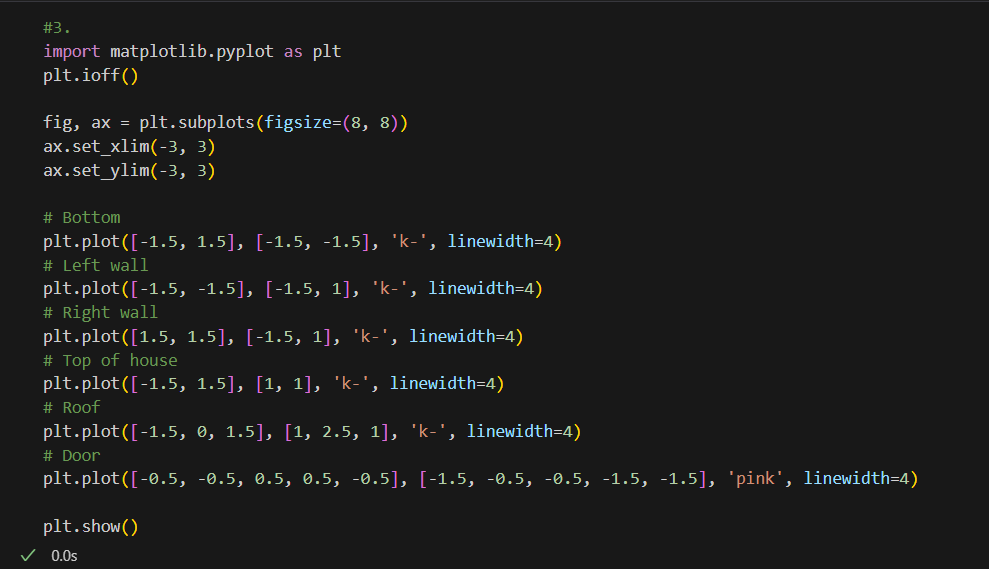 #3.
import matplotlib.pyplot as plt
plt.ioff()
fig, ax = plt.subplots(figsize=(8, 8))
ax.set_xlim(-3, 3)
ax.set_ylim(-3, 3)
# Bottom
plt.plot([-1.5, 1.5], [-1.5, -1.5], 'k-', linewidth=4)
# Left wall
plt.plot([-1.5, -1.5], [-1.5, 1], 'k-', linewidth=4)
# Right wall
plt.plot([1.5, 1.5], [-1.5, 1], 'k-', linewidth=4)
# Top of house
plt.plot([-1.5, 1.5], [1, 1], 'k-', linewidth=4)
# Roof
plt.plot([-1.5, 0, 1.5], [1, 2.5, 1], 'k-', linewidth=4)
# Door
plt.plot([-0.5, -0.5, 0.5, 0.5, -0.5], [-1.5, -0.5, -0.5, -1.5, -1.5], 'pink', linewidth=4)
plt.show()
0.0s